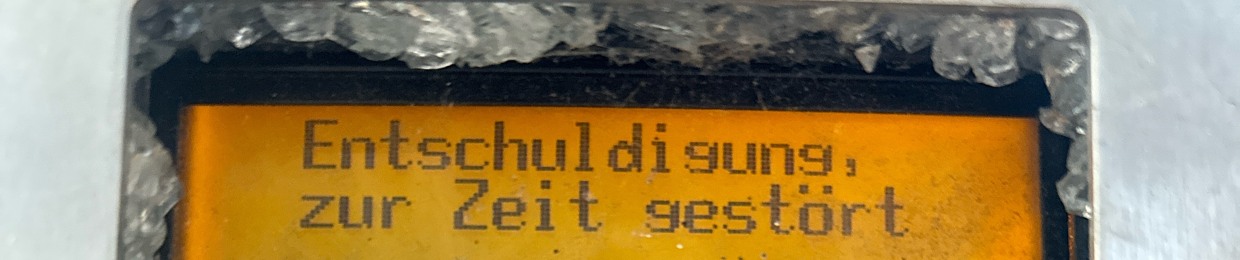 Entschuldigung,
zur Zeit gestört